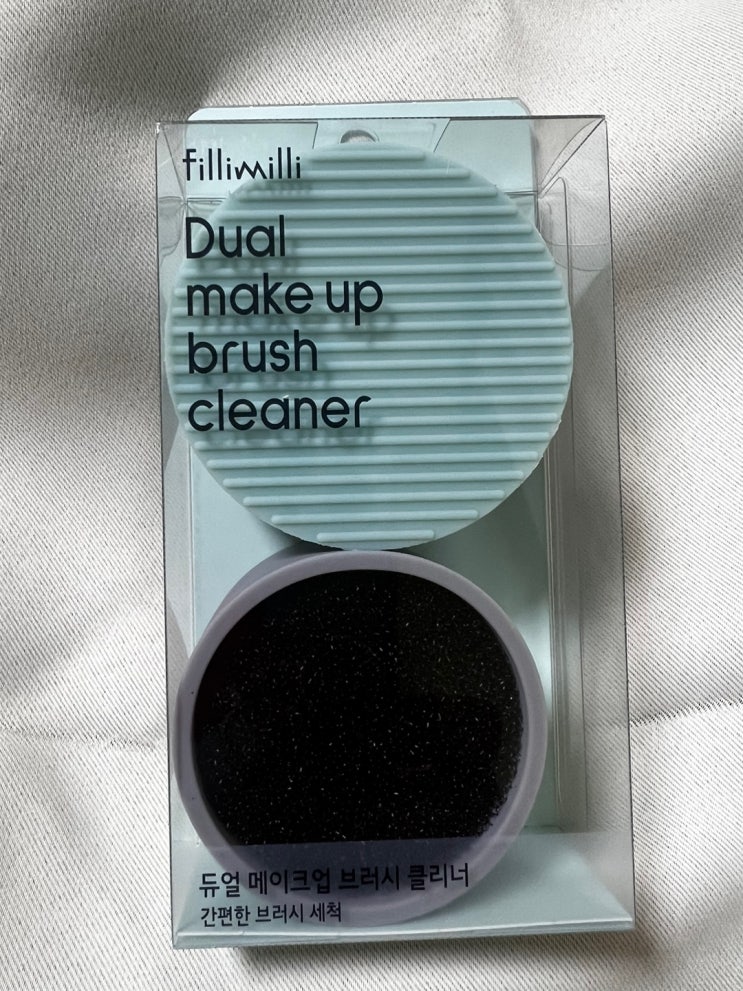 fillimilli
Dual
make up
brush
cleaner
듀얼 메이크업 브러시 클리너
간편한 브러시 세척